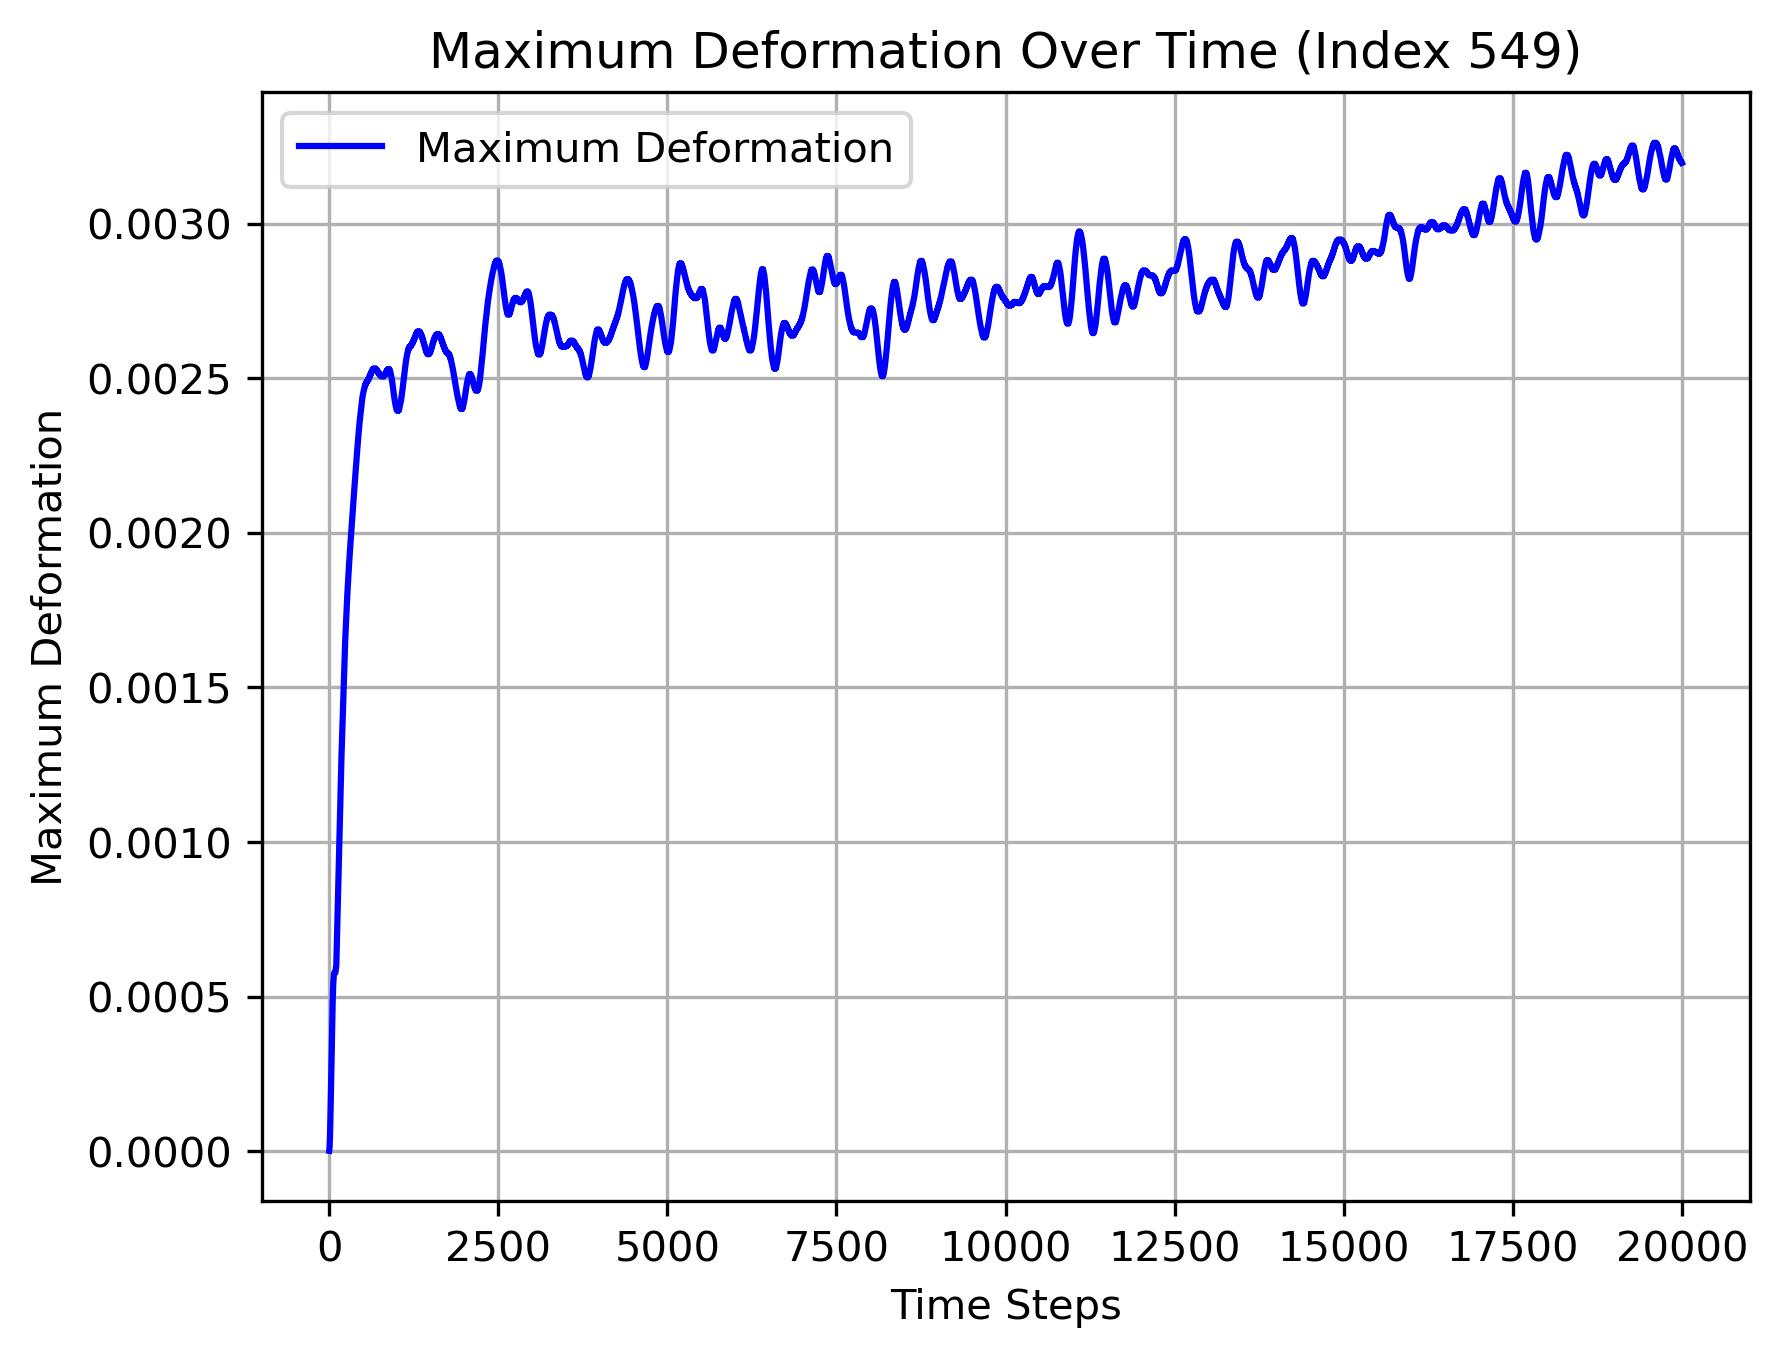 Maximum Deformation Over Time (Index 549)
Maximum Deformation
Maximum Deformation
0.0030
0.0025
0.0020
0.0015
0.0010
0.0005
0.0000
0 2500 5000 7500 10000 12500 15000 17500 20000
Time Steps